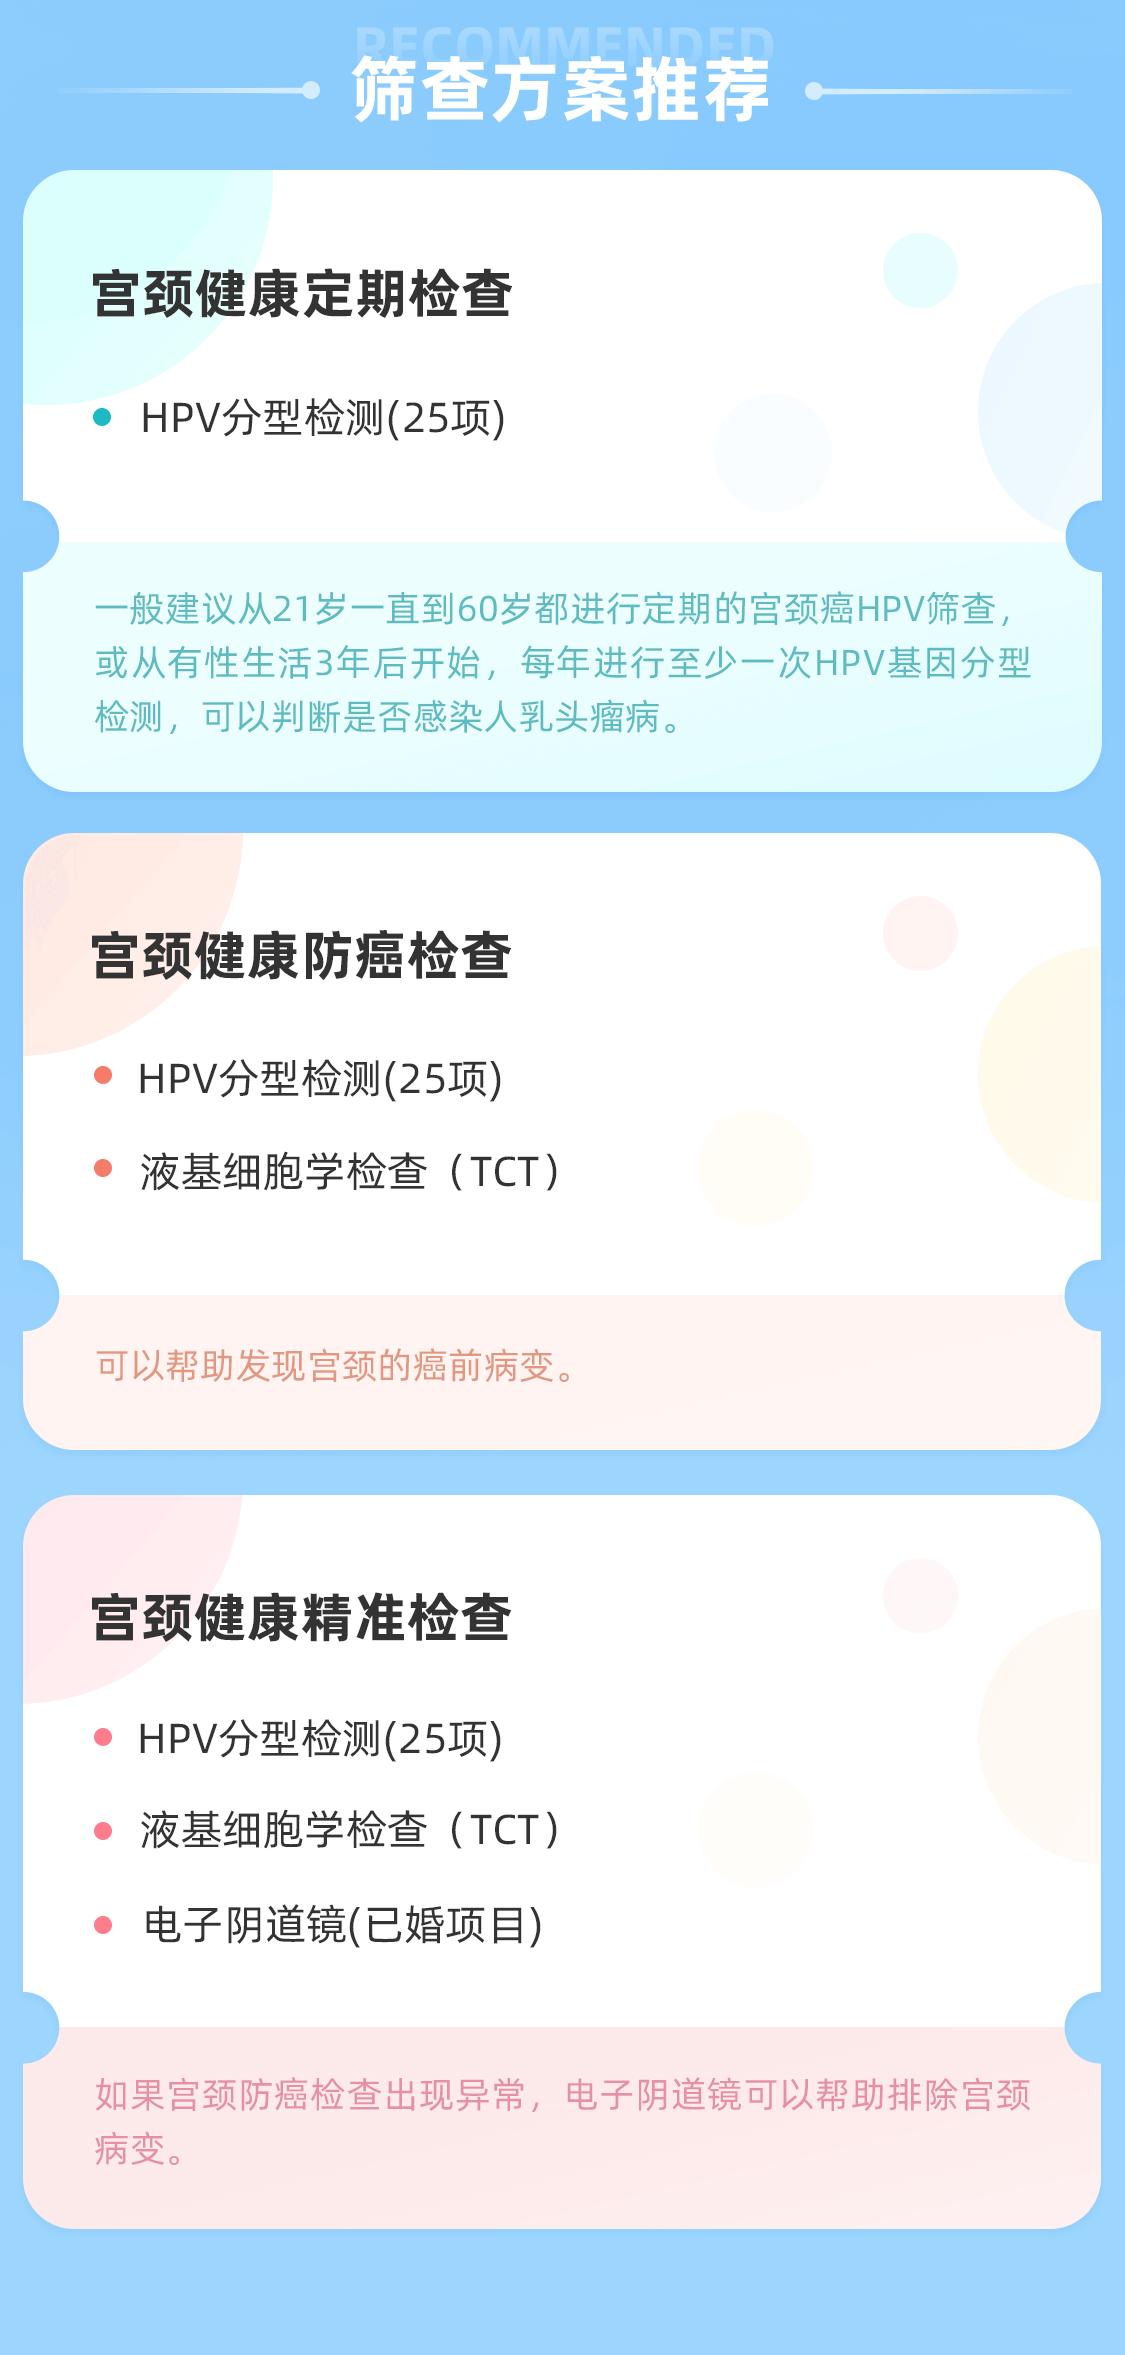 RECOMMENDED
筛查方案推荐
宫颈健康定期检查
HPV分型检测(25项)
一般建议从21岁一直到60岁都进行定期的宫颈癌HPV筛查，
或从有性生活3年后开始，每年进行至少一次HPV基因分型
检测，可以判断是否感染人乳头瘤病。
宫颈健康防癌检查
HPV分型检测(25项)
液基细胞学检查（TCT）
可以帮助发现宫颈的癌前病变。
宫颈健康精准检查
HPV分型检测(25项)
液基细胞学检查（TCT）
电子阴道镜(已婚项目)
如果宫颈防癌检查出现异常，电子阴道镜可以帮助排除宫颈
病变。